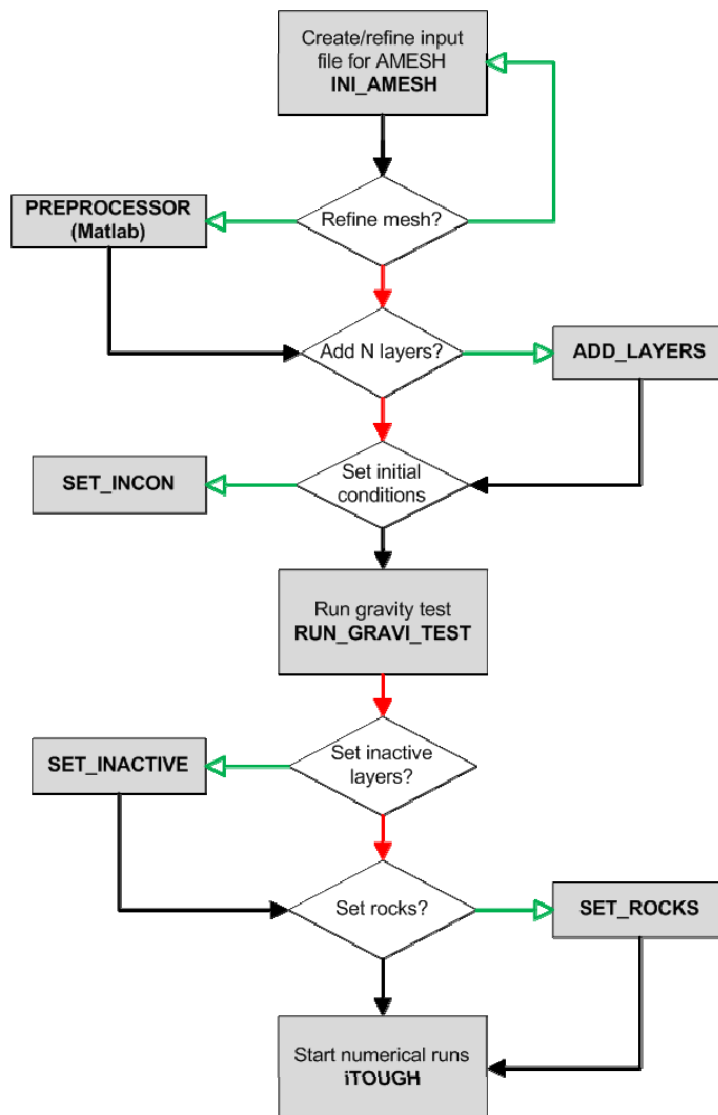 Create/refine input
file for AMESH
INI_AMESH
PREPROCESSOR
(Matlab)
Refine mesh?
Add N layers?
ADD_LAYERS
SET_INCON
Set initial
conditions
Run gravity test
RUN_GRAVI_TEST
SET_INACTIVE
Set inactive
layers?
Set rocks?
SET_ROCKS
Start numerical runs
iTOUGH